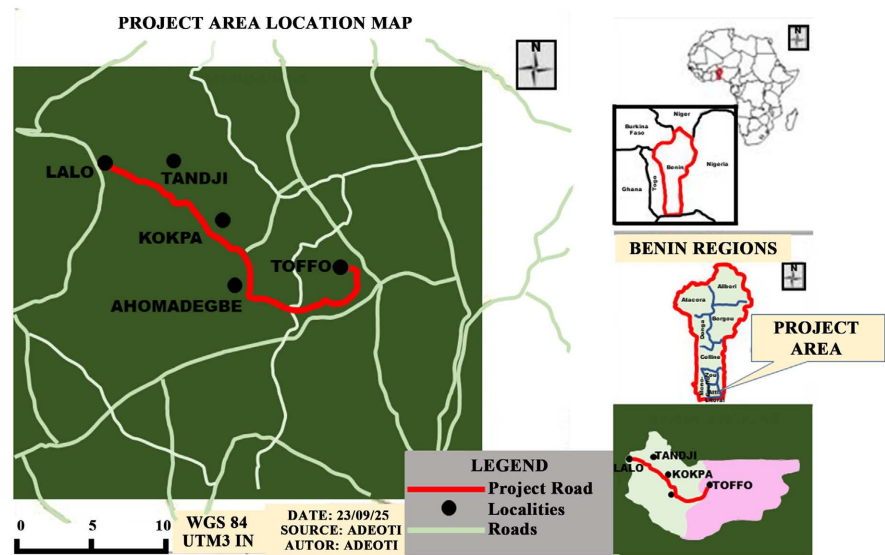 PROJECT AREA LOCATION MAP
N
LALO
TANDJI
KOKPA
TOFFO
AHOMADEGBE
0 5 10
WGS 84
UTM3 IN
DATE: 23/09/25
SOURCE: ADEOTI
AUTOR: ADEOTI
LEGEND
Project Road
Localities
Roads
N
Burkina
Faso
Niger
Benin
Nigeria
Togo
Ghana
BENIN REGIONS
N
Alibori
Atacora
Borgou
Donga
Colline
PROJECT
AREA
TANDJI
LALO
KOKPA
TOFFO